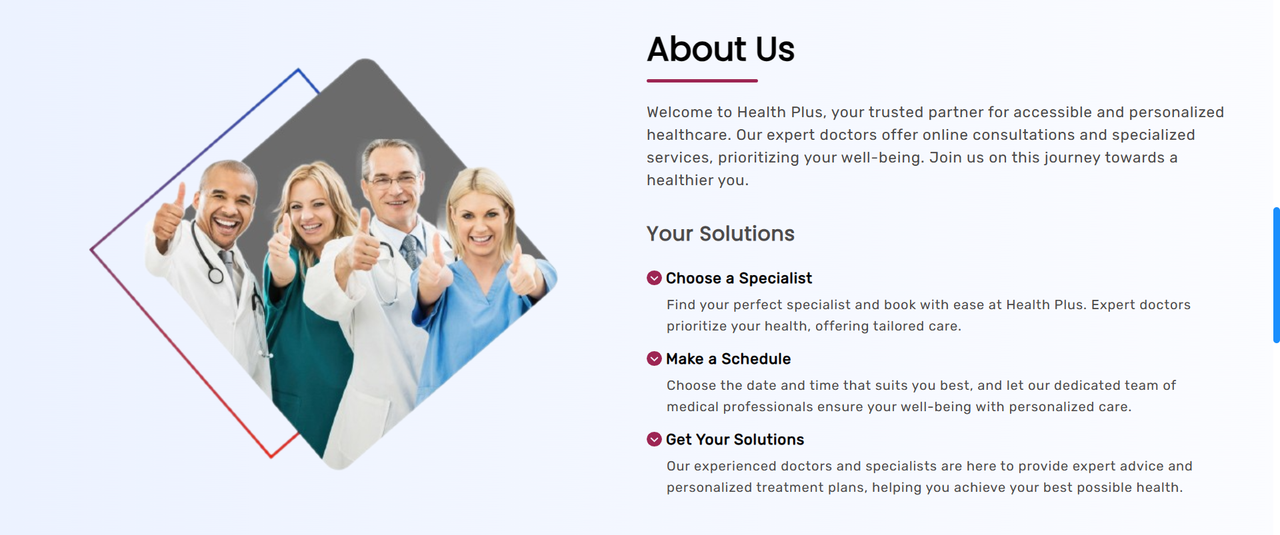 About Us
Welcome to Health Plus, your trusted partner for accessible and personalized
healthcare. Our expert doctors offer online consultations and specialized
services, prioritizing your well-being. Join us on this journey towards a
healthier you.
Your Solutions
Choose a Specialist
Find your perfect specialist and book with ease at Health Plus. Expert doctors
prioritize your health, offering tailored care.
Make a Schedule
Choose the date and time that suits you best, and let our dedicated team of
medical professionals ensure your well-being with personalized care.
Get Your Solutions
Our experienced doctors and specialists are here to provide expert advice and
personalized treatment plans, helping you achieve your best possible health.